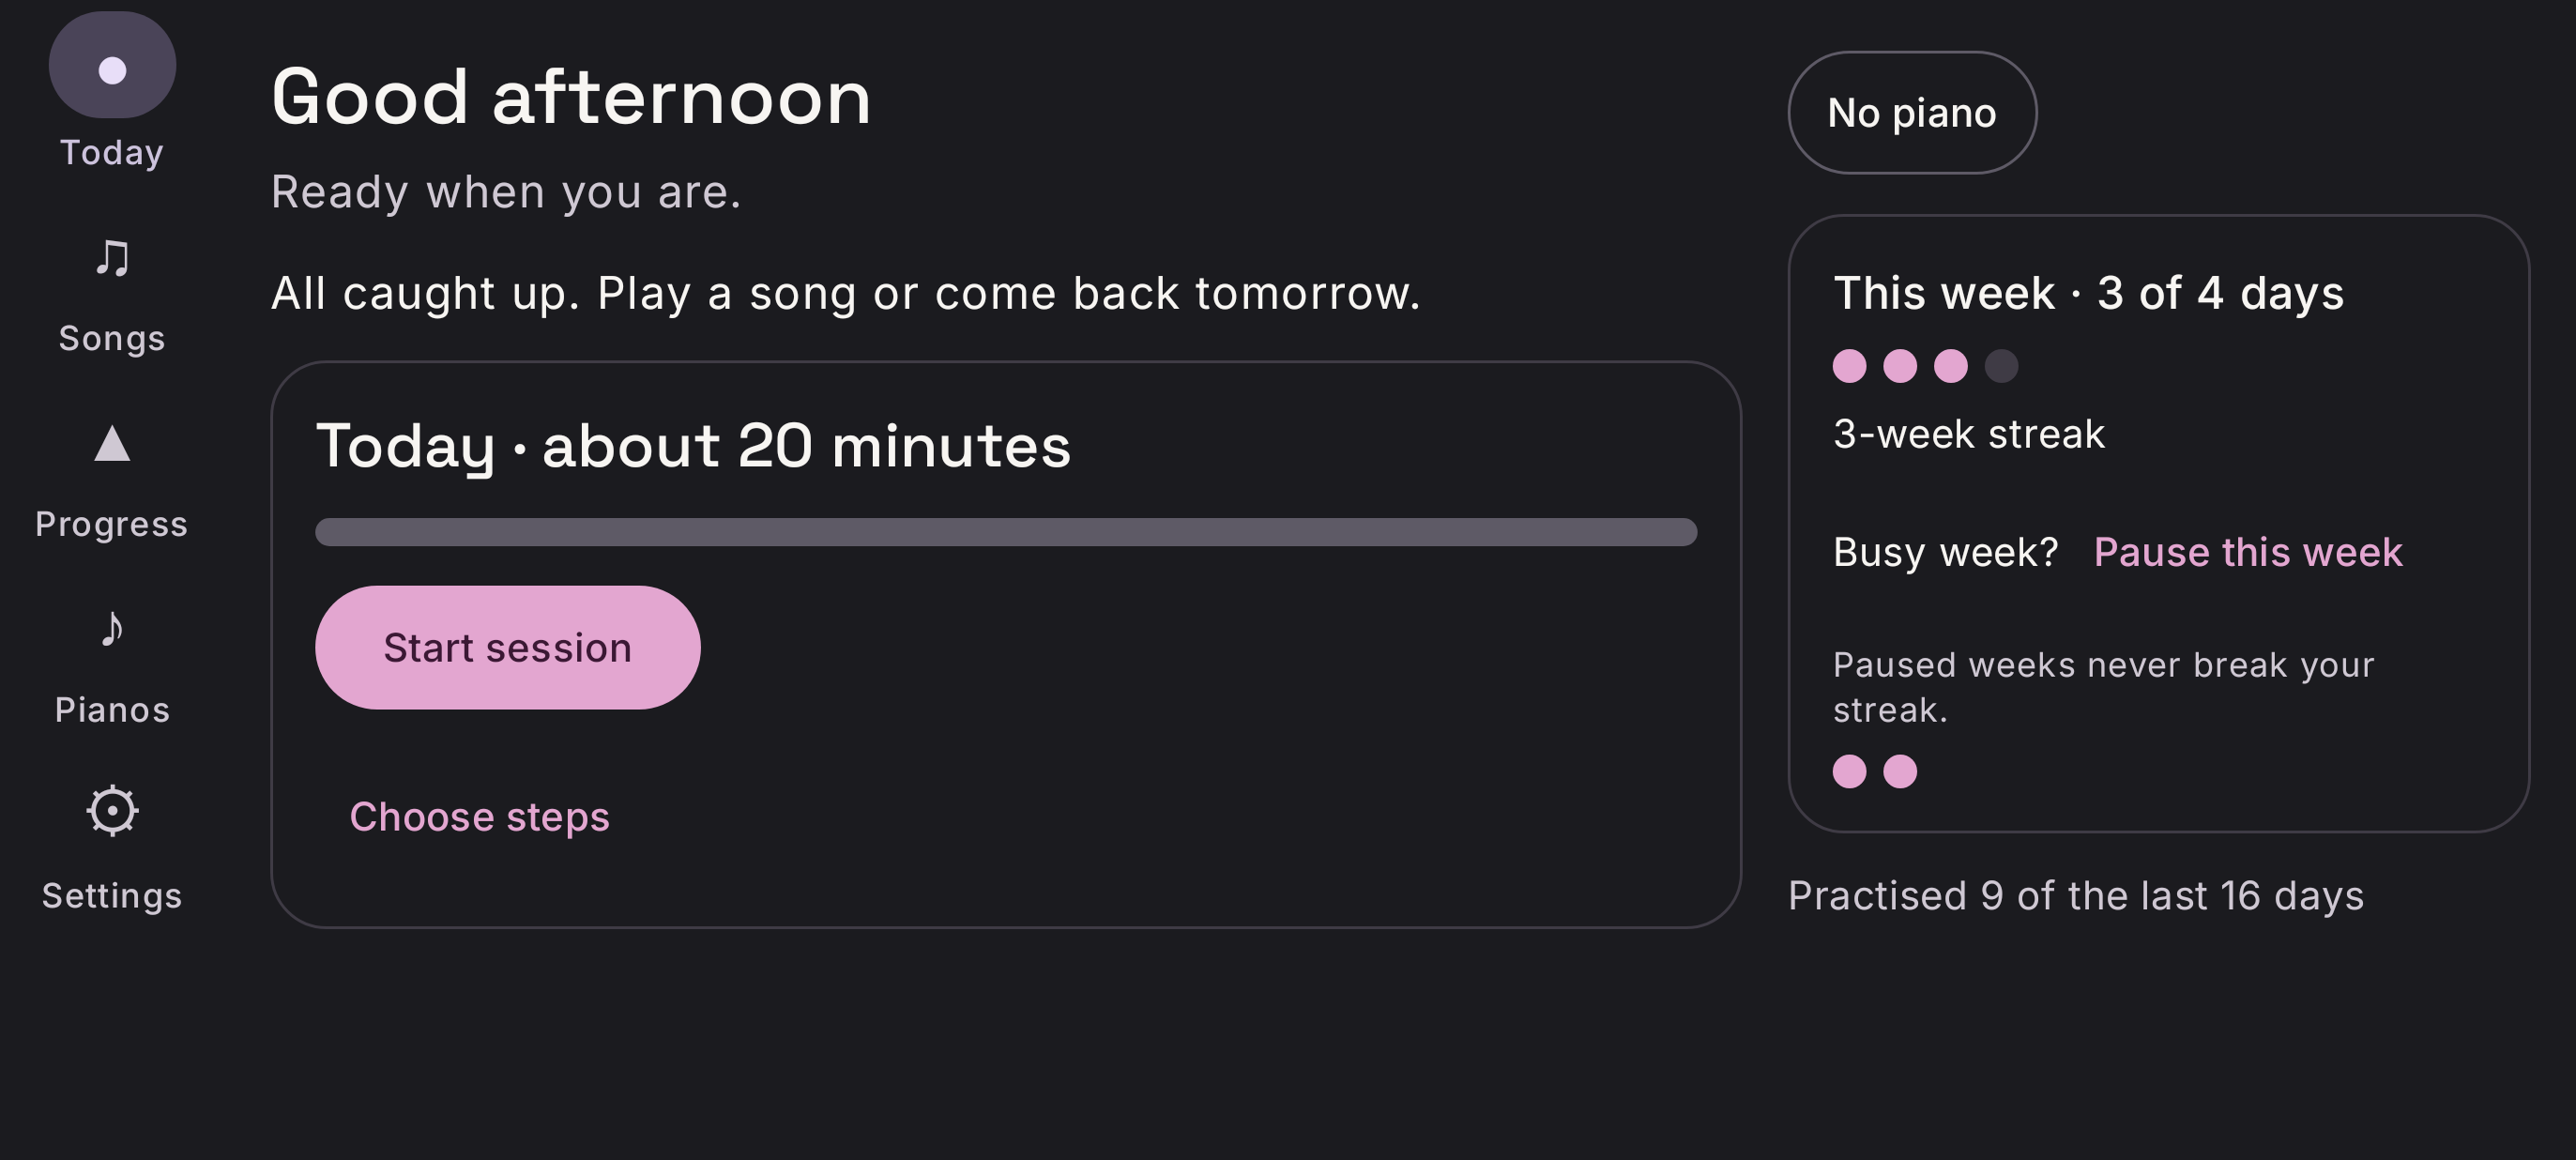 Today
Songs
Progress
Pianos
Settings
Good afternoon
Ready when you are.
All caught up. Play a song or come back tomorrow.
Today · about 20 minutes
Start session
Choose steps
No piano
This week · 3 of 4 days
3-week streak
Busy week? Pause this week
Paused weeks never break your
streak.
Practised 9 of the last 16 days